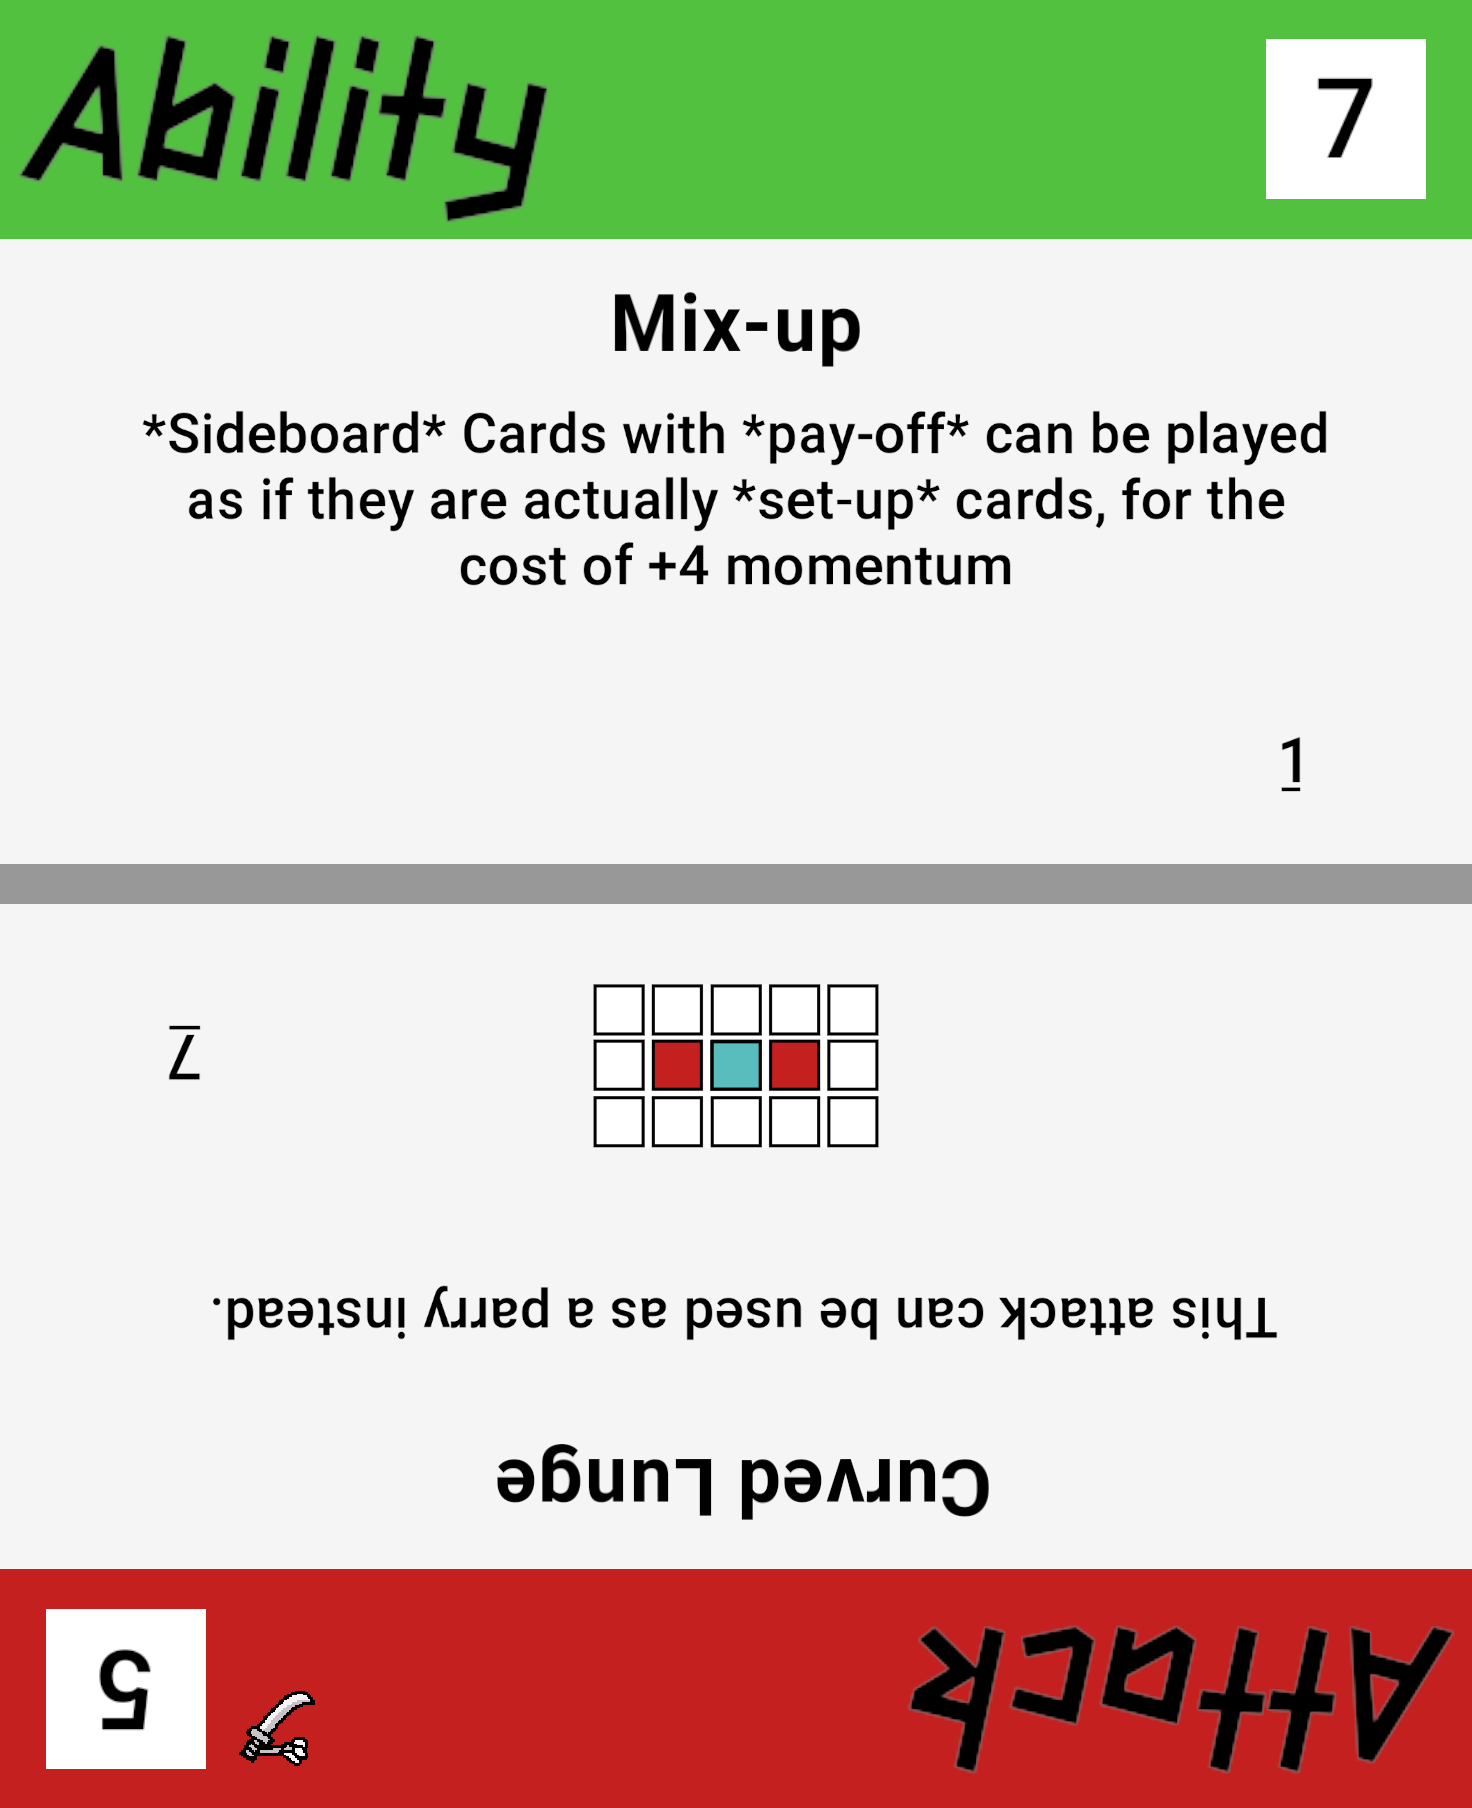 Ability
7
Mix-up
*Sideboard* Cards with *pay-off* can be played
as if they are actually *set-up* cards, for the
cost of +4 momentum
1
Attack
5
Curved Lunge
This attack can be used as a parry instead.
7